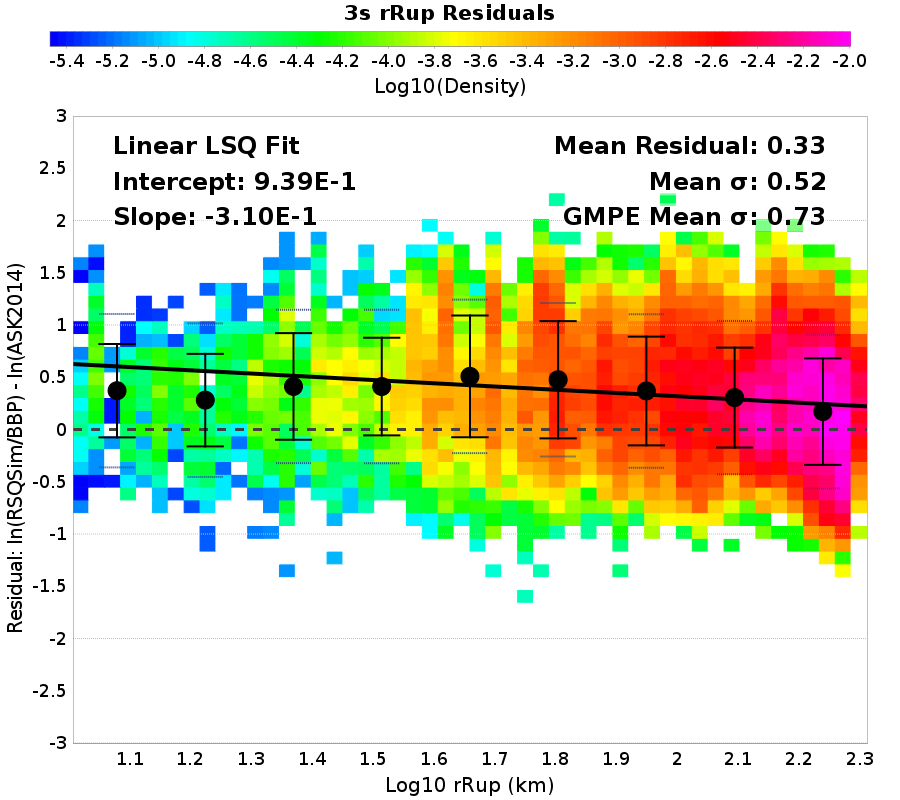 3s rRup Residuals
-5.4 -5.2 -5.0 -4.8 -4.6 -4.4 -4.2 -4.0 -3.8 -3.6 -3.4 -3.2 -3.0 -2.8 -2.6 -2.4 -2.2 -2.0
Log10(Density)
Linear LSQ Fit
Intercept: 9.39E-1
Slope: -3.10E-1
Mean Residual: 0.33
Mean σ: 0.52
GMPE Mean σ: 0.73
Residual: ln(RSQSim/BBP) - ln(ASK2014)
3
2.5
2
1.5
1
0.5
0
-0.5
-1
-1.5
-2
-2.5
-3
1.1 1.2 1.3 1.4 1.5 1.6 1.7 1.8 1.9 2 2.1 2.2 2.3
Log10 rRup (km)